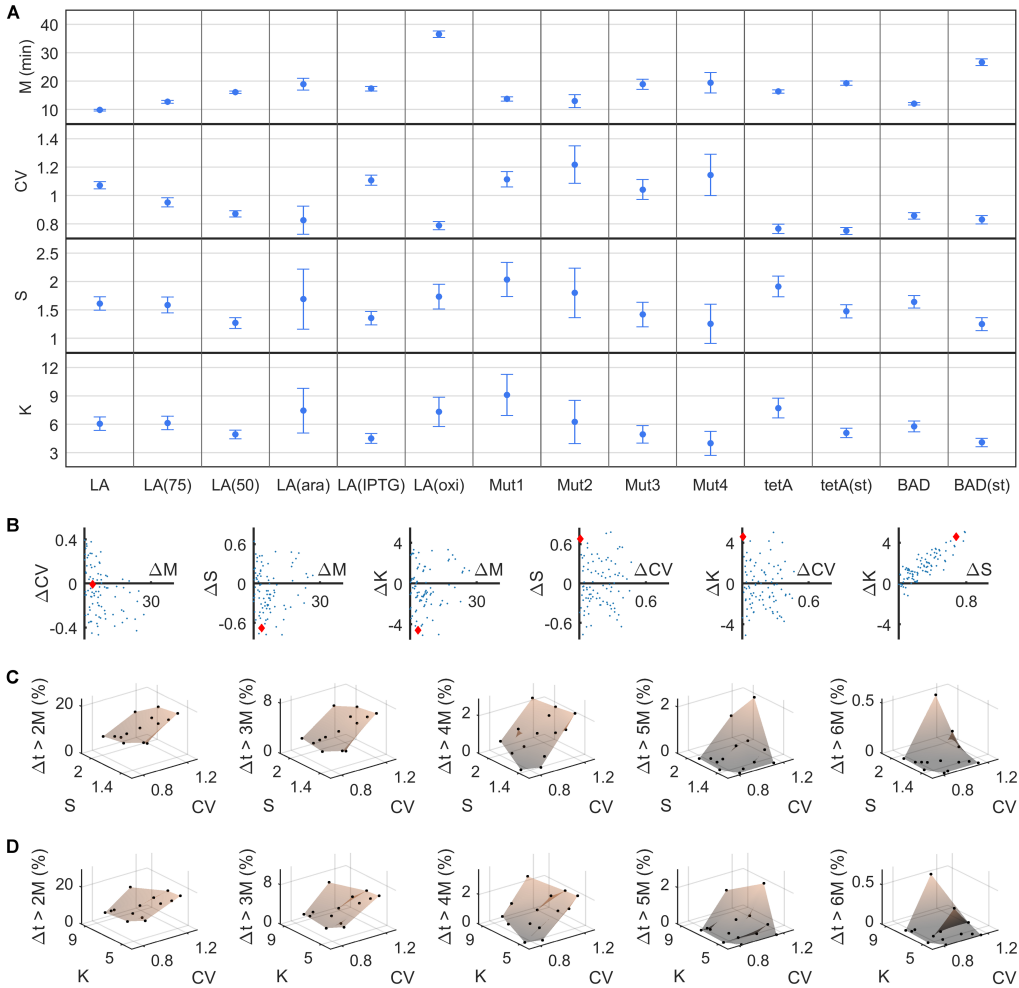 A
M (min)
40
30
20
10
CV
1.4
1.2
1
0.8
S
2.5
2
1.5
1
K
12
9
6
3
LA LA(75) LA(50) LA(ara) LA(IPTG) LA(oxi) Mut1 Mut2 Mut3 Mut4 tetA tetA(st) BAD BAD(st)
B
ΔCV 0.4 0 -0.4 ΔM 30
ΔS 0.6 0 -0.6 ΔM 30
ΔK 4 0 -4 ΔM 30
ΔS 0.6 0 -0.6 ΔCV 0.6
ΔK 4 0 -4 ΔCV 0.6
ΔK 4 0 -4 ΔS 0.8
C
Δt > 2M (%) 20 0 2 1.4 S 0.8 1.2 CV
Δt > 3M (%) 8 0 2 1.4 S 0.8 1.2 CV
Δt > 4M (%) 2 0 2 1.4 S 0.8 1.2 CV
Δt > 5M (%) 2 1 0 2 1.4 S 0.8 1.2 CV
Δt > 6M (%) 0.5 0 2 1.4 S 0.8 1.2 CV
D
Δt > 2M (%) 20 0 9 5 K 0.8 1.2 CV
Δt > 3M (%) 8 0 9 5 K 0.8 1.2 CV
Δt > 4M (%) 2 0 9 5 K 0.8 1.2 CV
Δt > 5M (%) 2 1 0 9 5 K 0.8 1.2 CV
Δt > 6M (%) 0.5 0 9 5 K 0.8 1.2 CV